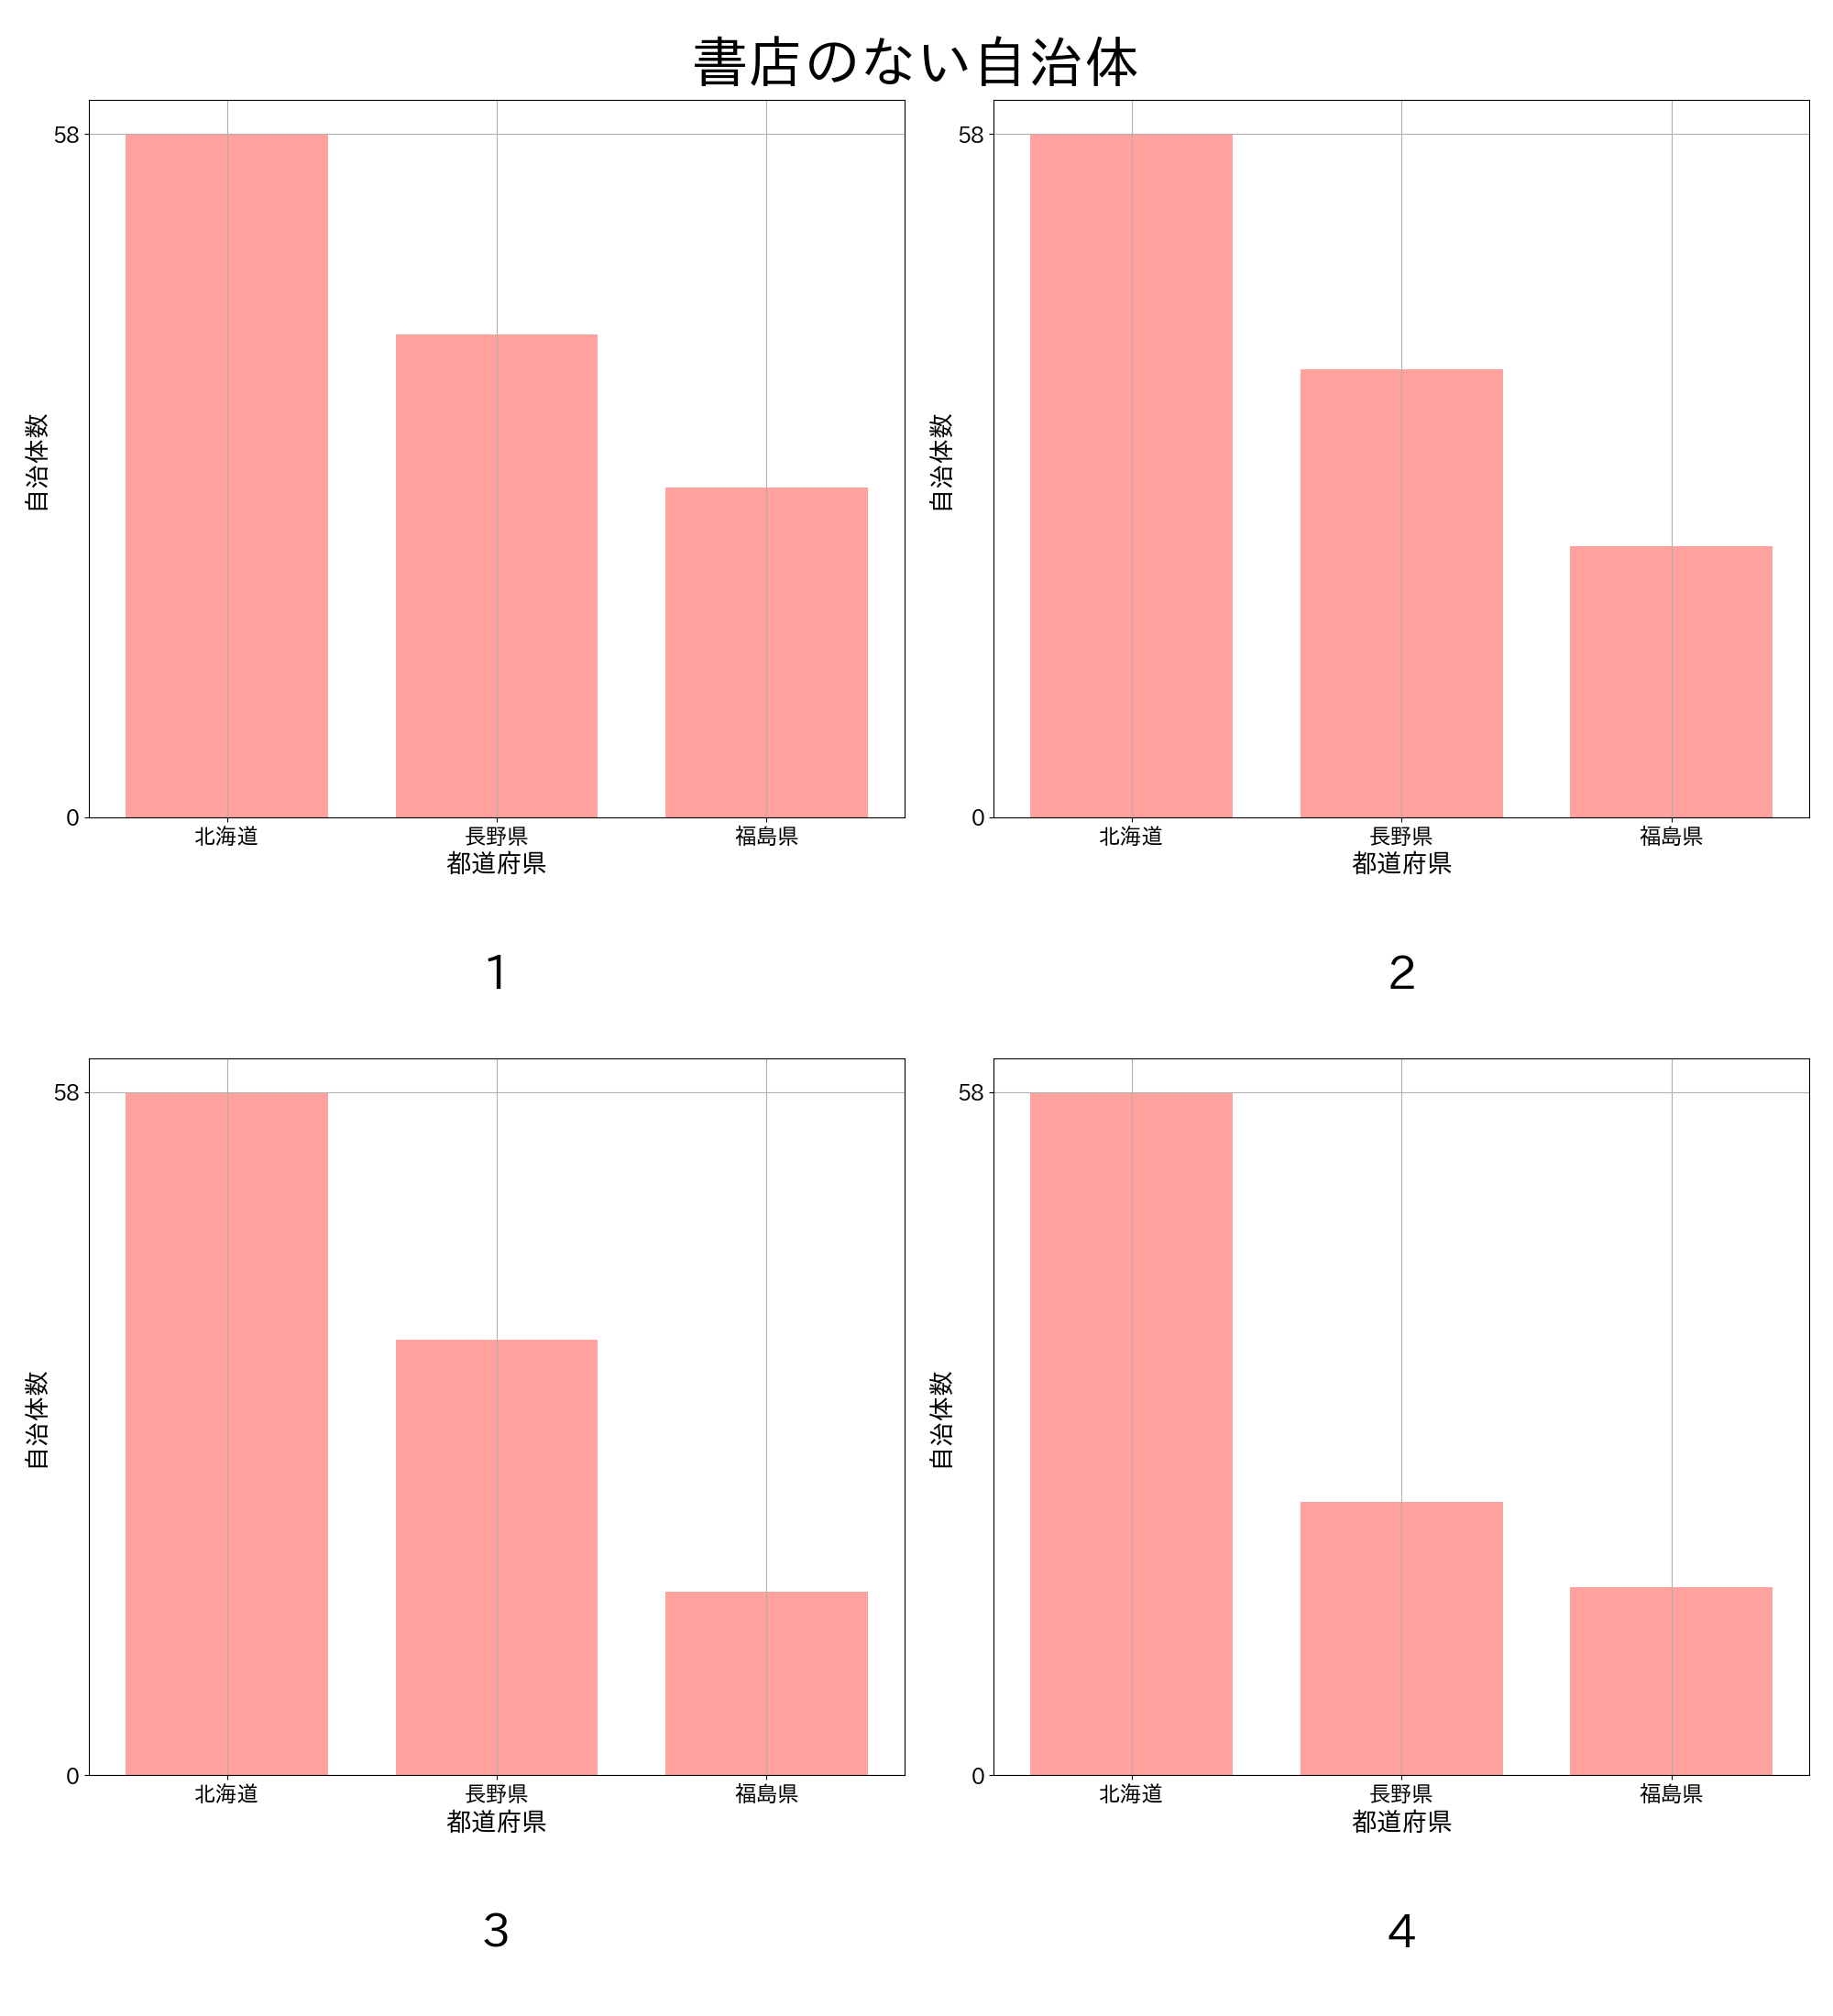 書店のない自治体
58
0
自治体数
北海道 長野県 福島県
都道府県
1
58
0
自治体数
北海道 長野県 福島県
都道府県
2
58
0
自治体数
北海道 長野県 福島県
都道府県
3
58
0
自治体数
北海道 長野県 福島県
都道府県
4